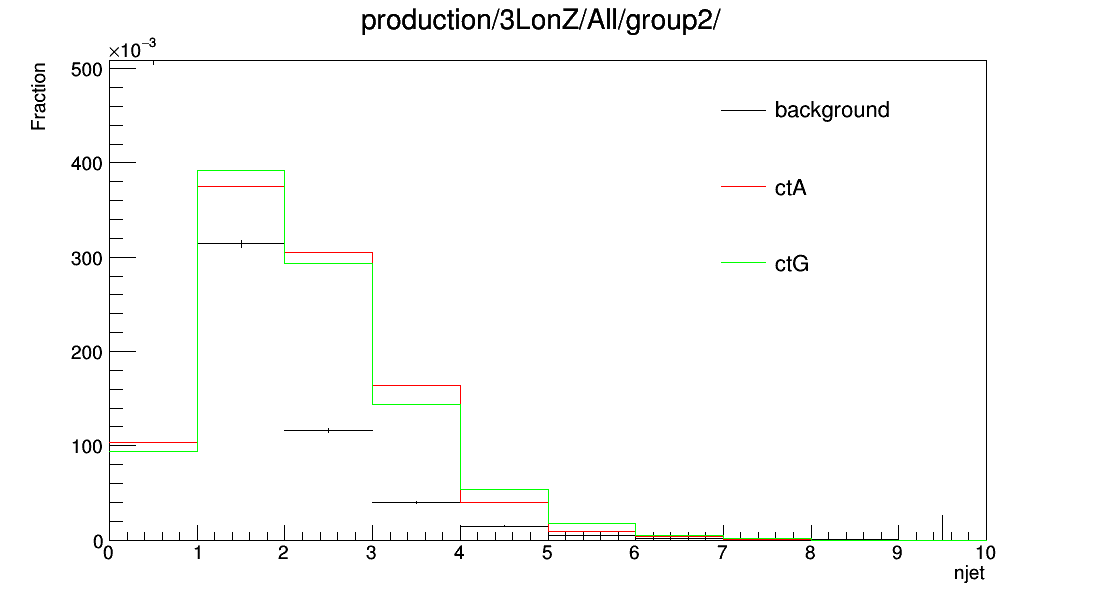 production/3LonZ/All/group2/
×10⁻³
Fraction
500
400
300
200
100
0
background
ctA
ctG
0 1 2 3 4 5 6 7 8 9 10
njet